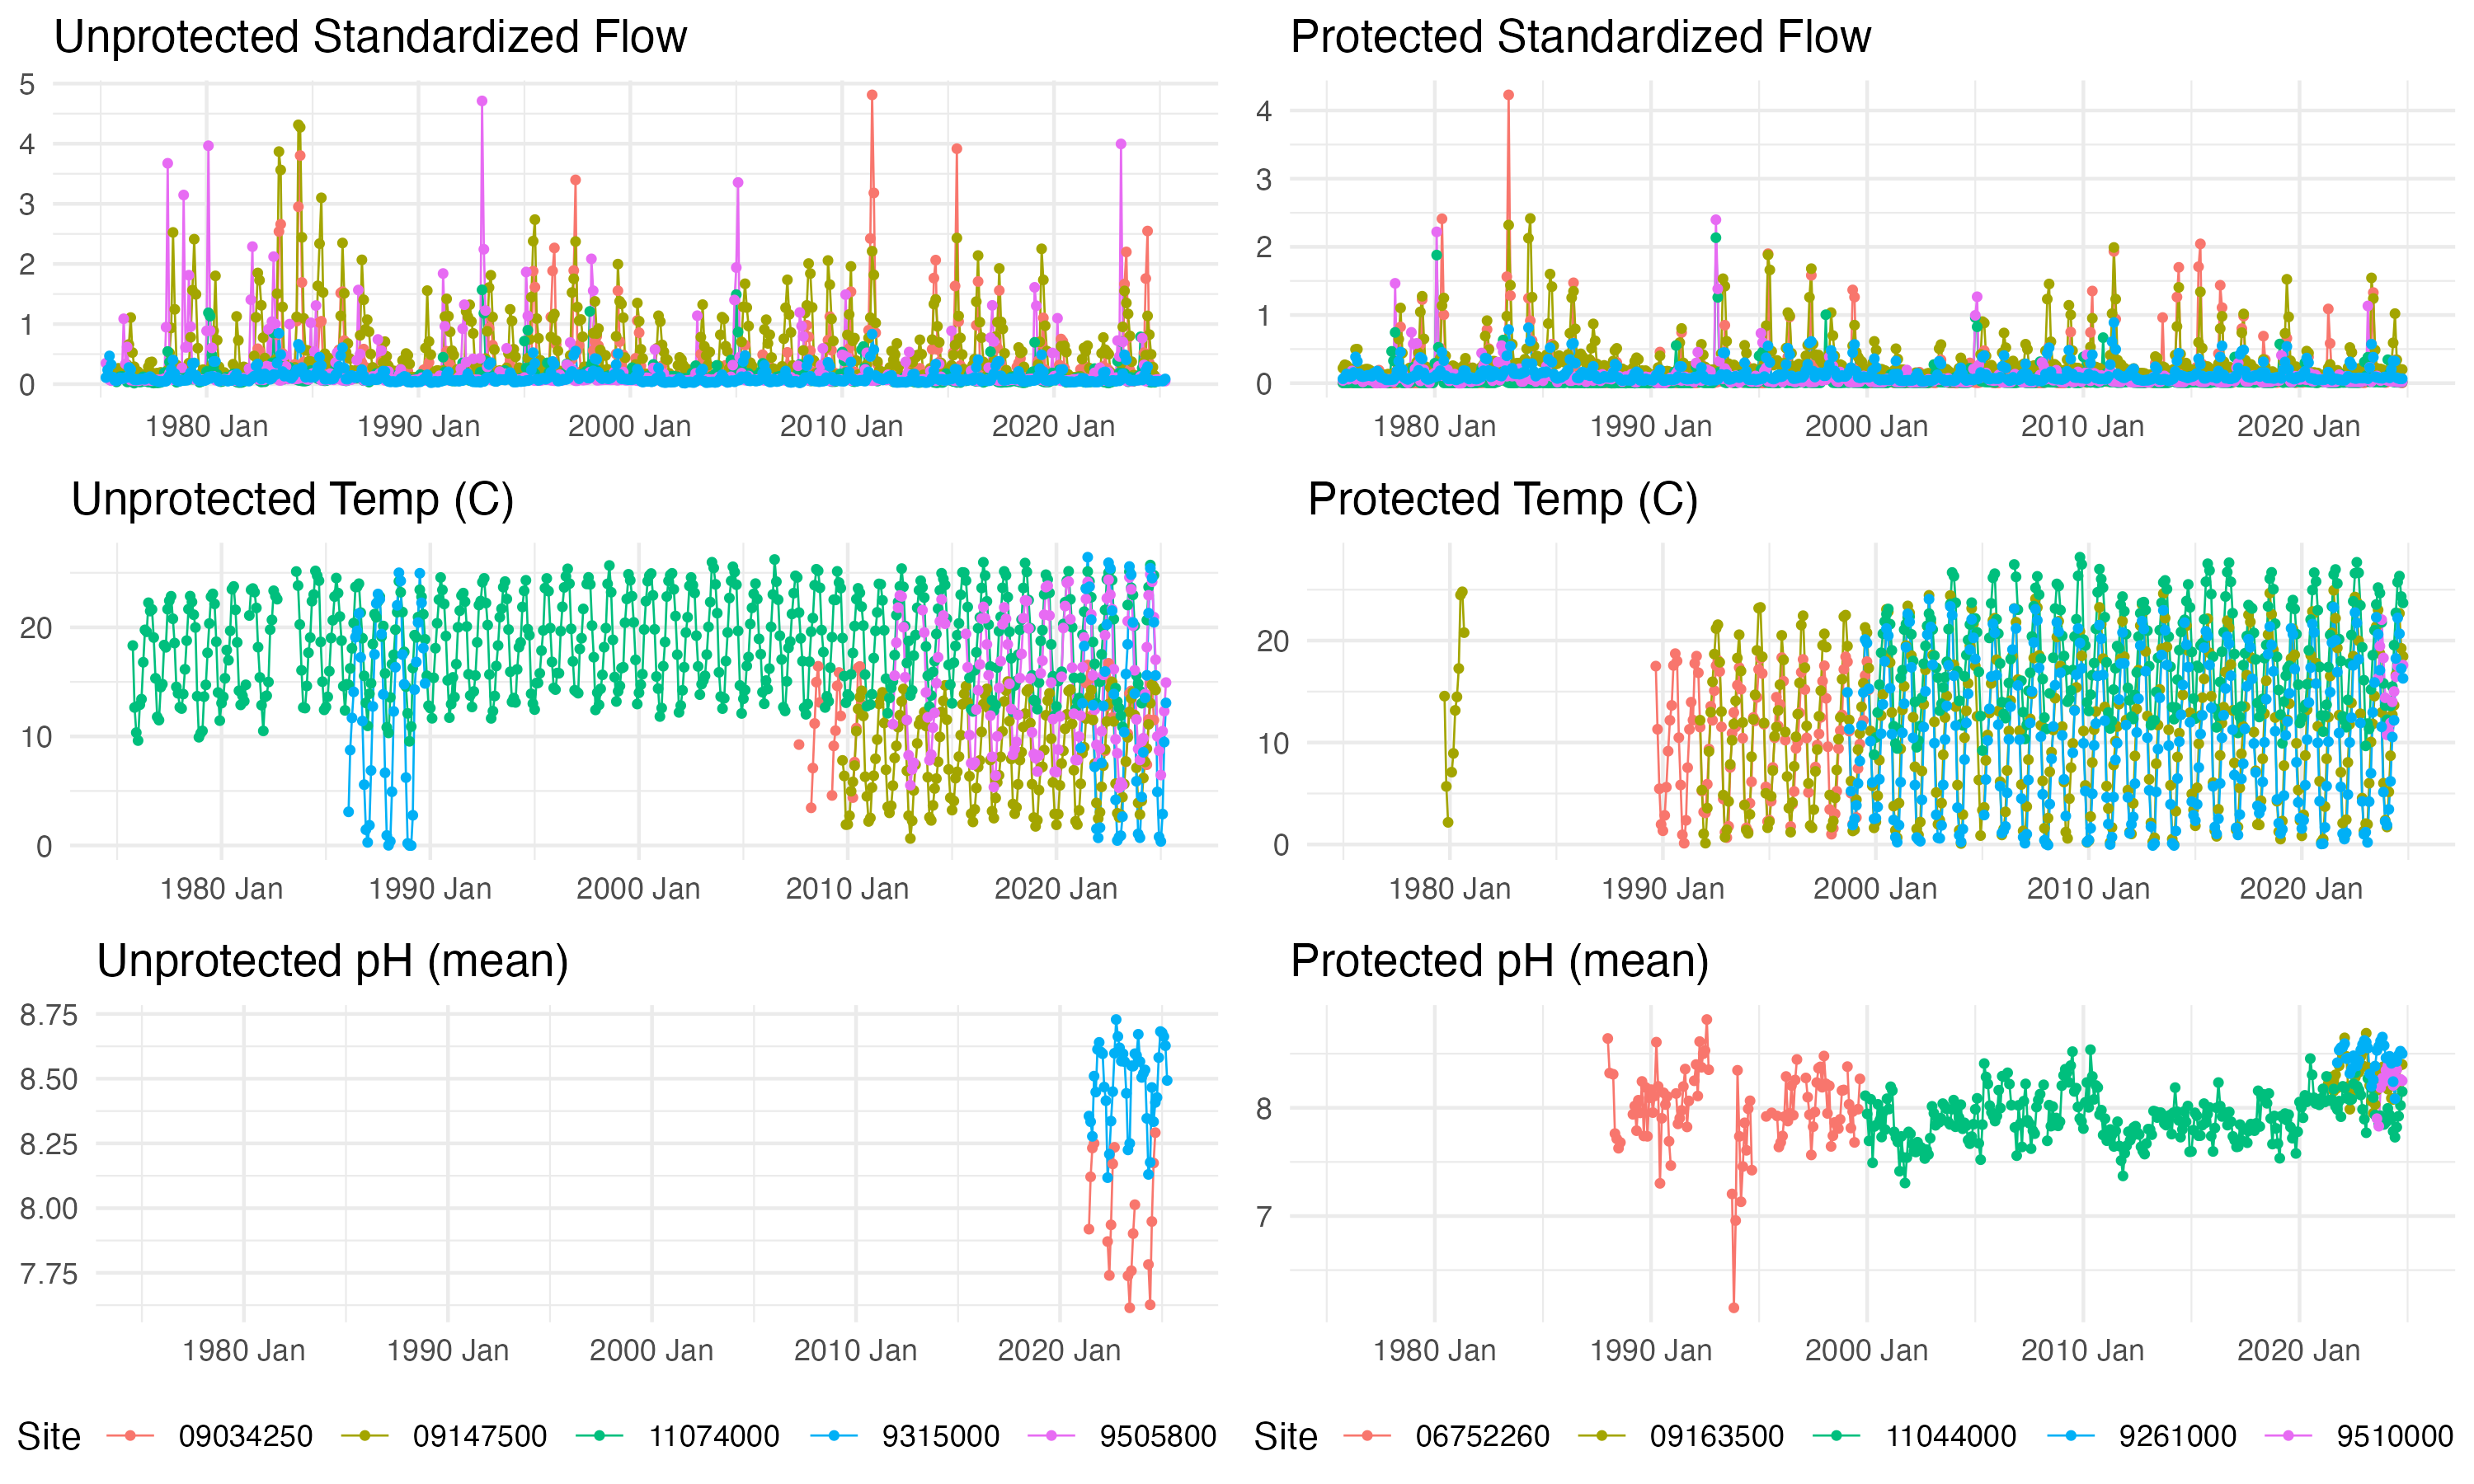 Unprotected Standardized Flow
5
4
3
2
1
0
1980 Jan 1990 Jan 2000 Jan 2010 Jan 2020 Jan
Protected Standardized Flow
4
3
2
1
0
1980 Jan 1990 Jan 2000 Jan 2010 Jan 2020 Jan
Unprotected Temp (C)
20
10
0
1980 Jan 1990 Jan 2000 Jan 2010 Jan 2020 Jan
Protected Temp (C)
20
10
0
1980 Jan 1990 Jan 2000 Jan 2010 Jan 2020 Jan
Unprotected pH (mean)
8.75
8.50
8.25
8.00
7.75
1980 Jan 1990 Jan 2000 Jan 2010 Jan 2020 Jan
Protected pH (mean)
8
7
1980 Jan 1990 Jan 2000 Jan 2010 Jan 2020 Jan
Site 09034250 09147500 11074000 9315000 9505800
Site 06752260 09163500 11044000 9261000 9510000